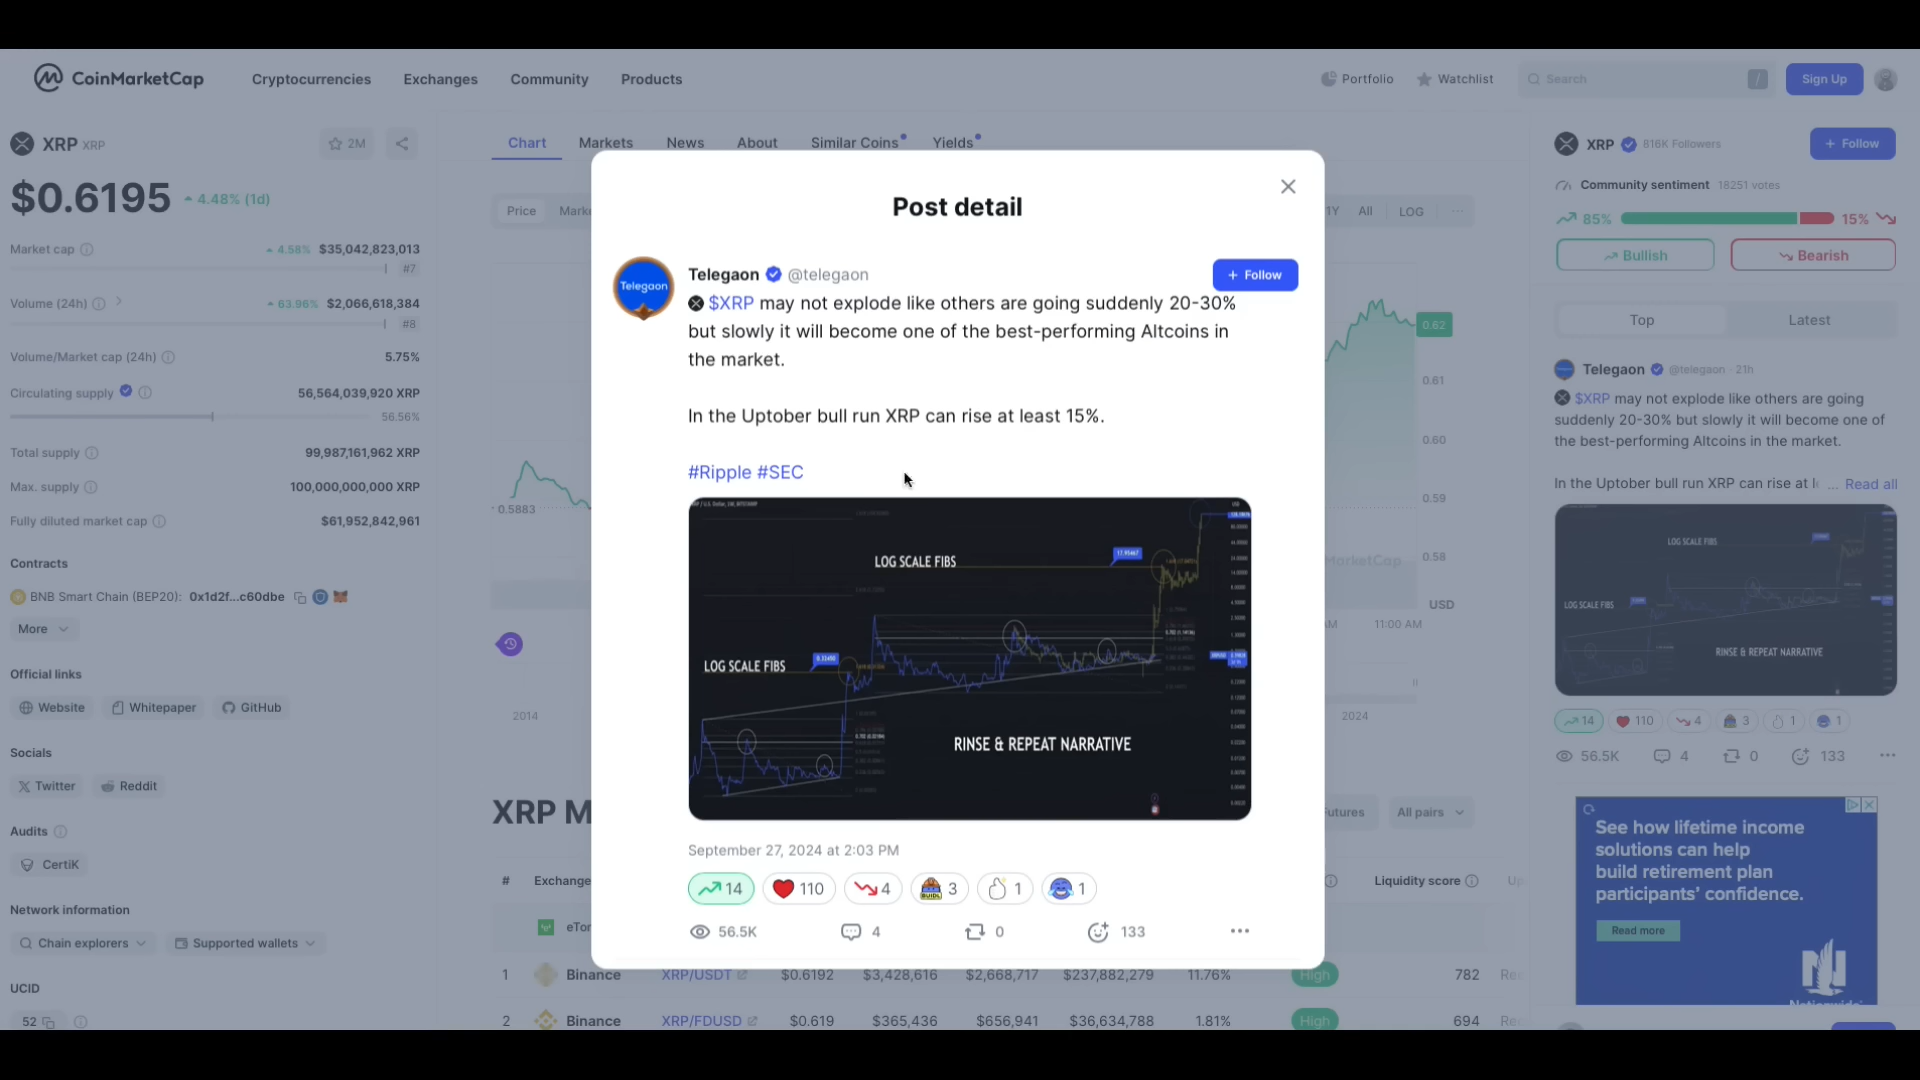 CoinMarketCap
Cryptocurrencies
Exchanges
Community
Products
Portfolio
Watchlist
Search
/
Sign Up
XRP XRP
2M
$0.6195
4.48% (1d)
Market cap
4.58% $35,042,823,013
#7
Volume (24h)
63.96% $2,066,618,384
#8
Volume/Market cap (24h)
5.75%
Circulating supply
56,564,039,920 XRP
56.56%
Total supply
99,987,161,962 XRP
Max. supply
100,000,000,000 XRP
Fully diluted market cap
$61,952,842,961
Contracts
BNB Smart Chain (BEP20): 0x1d2f...c60dbe
More
Official links
Website
Whitepaper
GitHub
Socials
Twitter
Reddit
Audits
CertiK
Network information
Chain explorers
Supported wallets
UCID
52
Chart
Markets
News
About
Similar Coins
Yields
Price
Mark
1Y
All
LOG
0.62
0.61
0.60
0.59
0.58
0.5883
MarketCap
USD
AM
11:00 AM
2014
2024
XRP M
Futures
All pairs
#
Exchange
Liquidity score
Up
eTor
1 Binance XRP/USDT $0.6192 $3,428,616 $2,668,717 $237,882,279 11.76% High 782 Re
2 Binance XRP/FDUSD $0.619 $365,436 $656,941 $36,634,788 1.81% High 694 Re
Post detail
Telegaon
Telegaon @telegaon
+ Follow
$XRP may not explode like others are going suddenly 20-30%
but slowly it will become one of the best-performing Altcoins in
the market.
In the Uptober bull run XRP can rise at least 15%.
#Ripple #SEC
LOG SCALE FIBS
LOG SCALE FIBS
RINSE & REPEAT NARRATIVE
September 27, 2024 at 2:03 PM
14
110
4
BUIDL 3
1
1
56.5K
4
0
133
XRP 816K Followers
+ Follow
Community sentiment 18251 votes
85%
15%
Bullish
Bearish
Top
Latest
Telegaon @telegaon · 21h
$XRP may not explode like others are going
suddenly 20-30% but slowly it will become one of
the best-performing Altcoins in the market.
In the Uptober bull run XRP can rise at l ... Read all
LOG SCALE FIBS
LOG SCALE FIBS
RINSE & REPEAT NARRATIVE
14
110
4
3
1
1
56.5K
4
0
133
See how lifetime income
solutions can help
build retirement plan
participants' confidence.
Read more
Nationwide